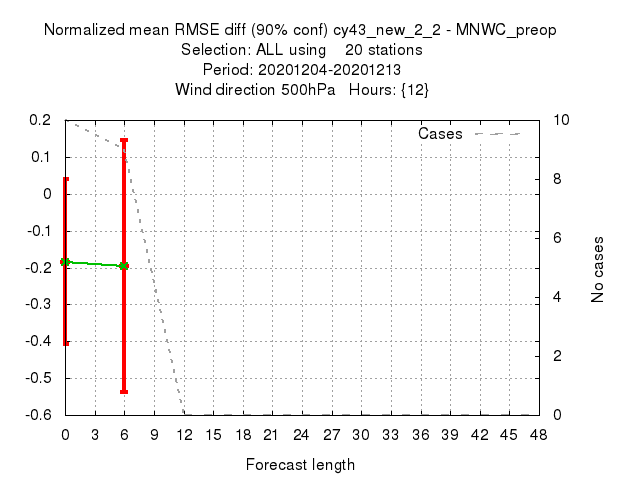 Normalized mean RMSE diff (90% conf) cy43_new_2_2 - MNWC_preop
Selection: ALL using 20 stations
Period: 20201204-20201213
Wind direction 500hPa Hours: {12}
Cases
0.2
0.1
0
-0.1
-0.2
-0.3
-0.4
-0.5
-0.6
10
8
6
4
2
0
No cases
0 3 6 9 12 15 18 21 24 27 30 33 36 39 42 45 48
Forecast length